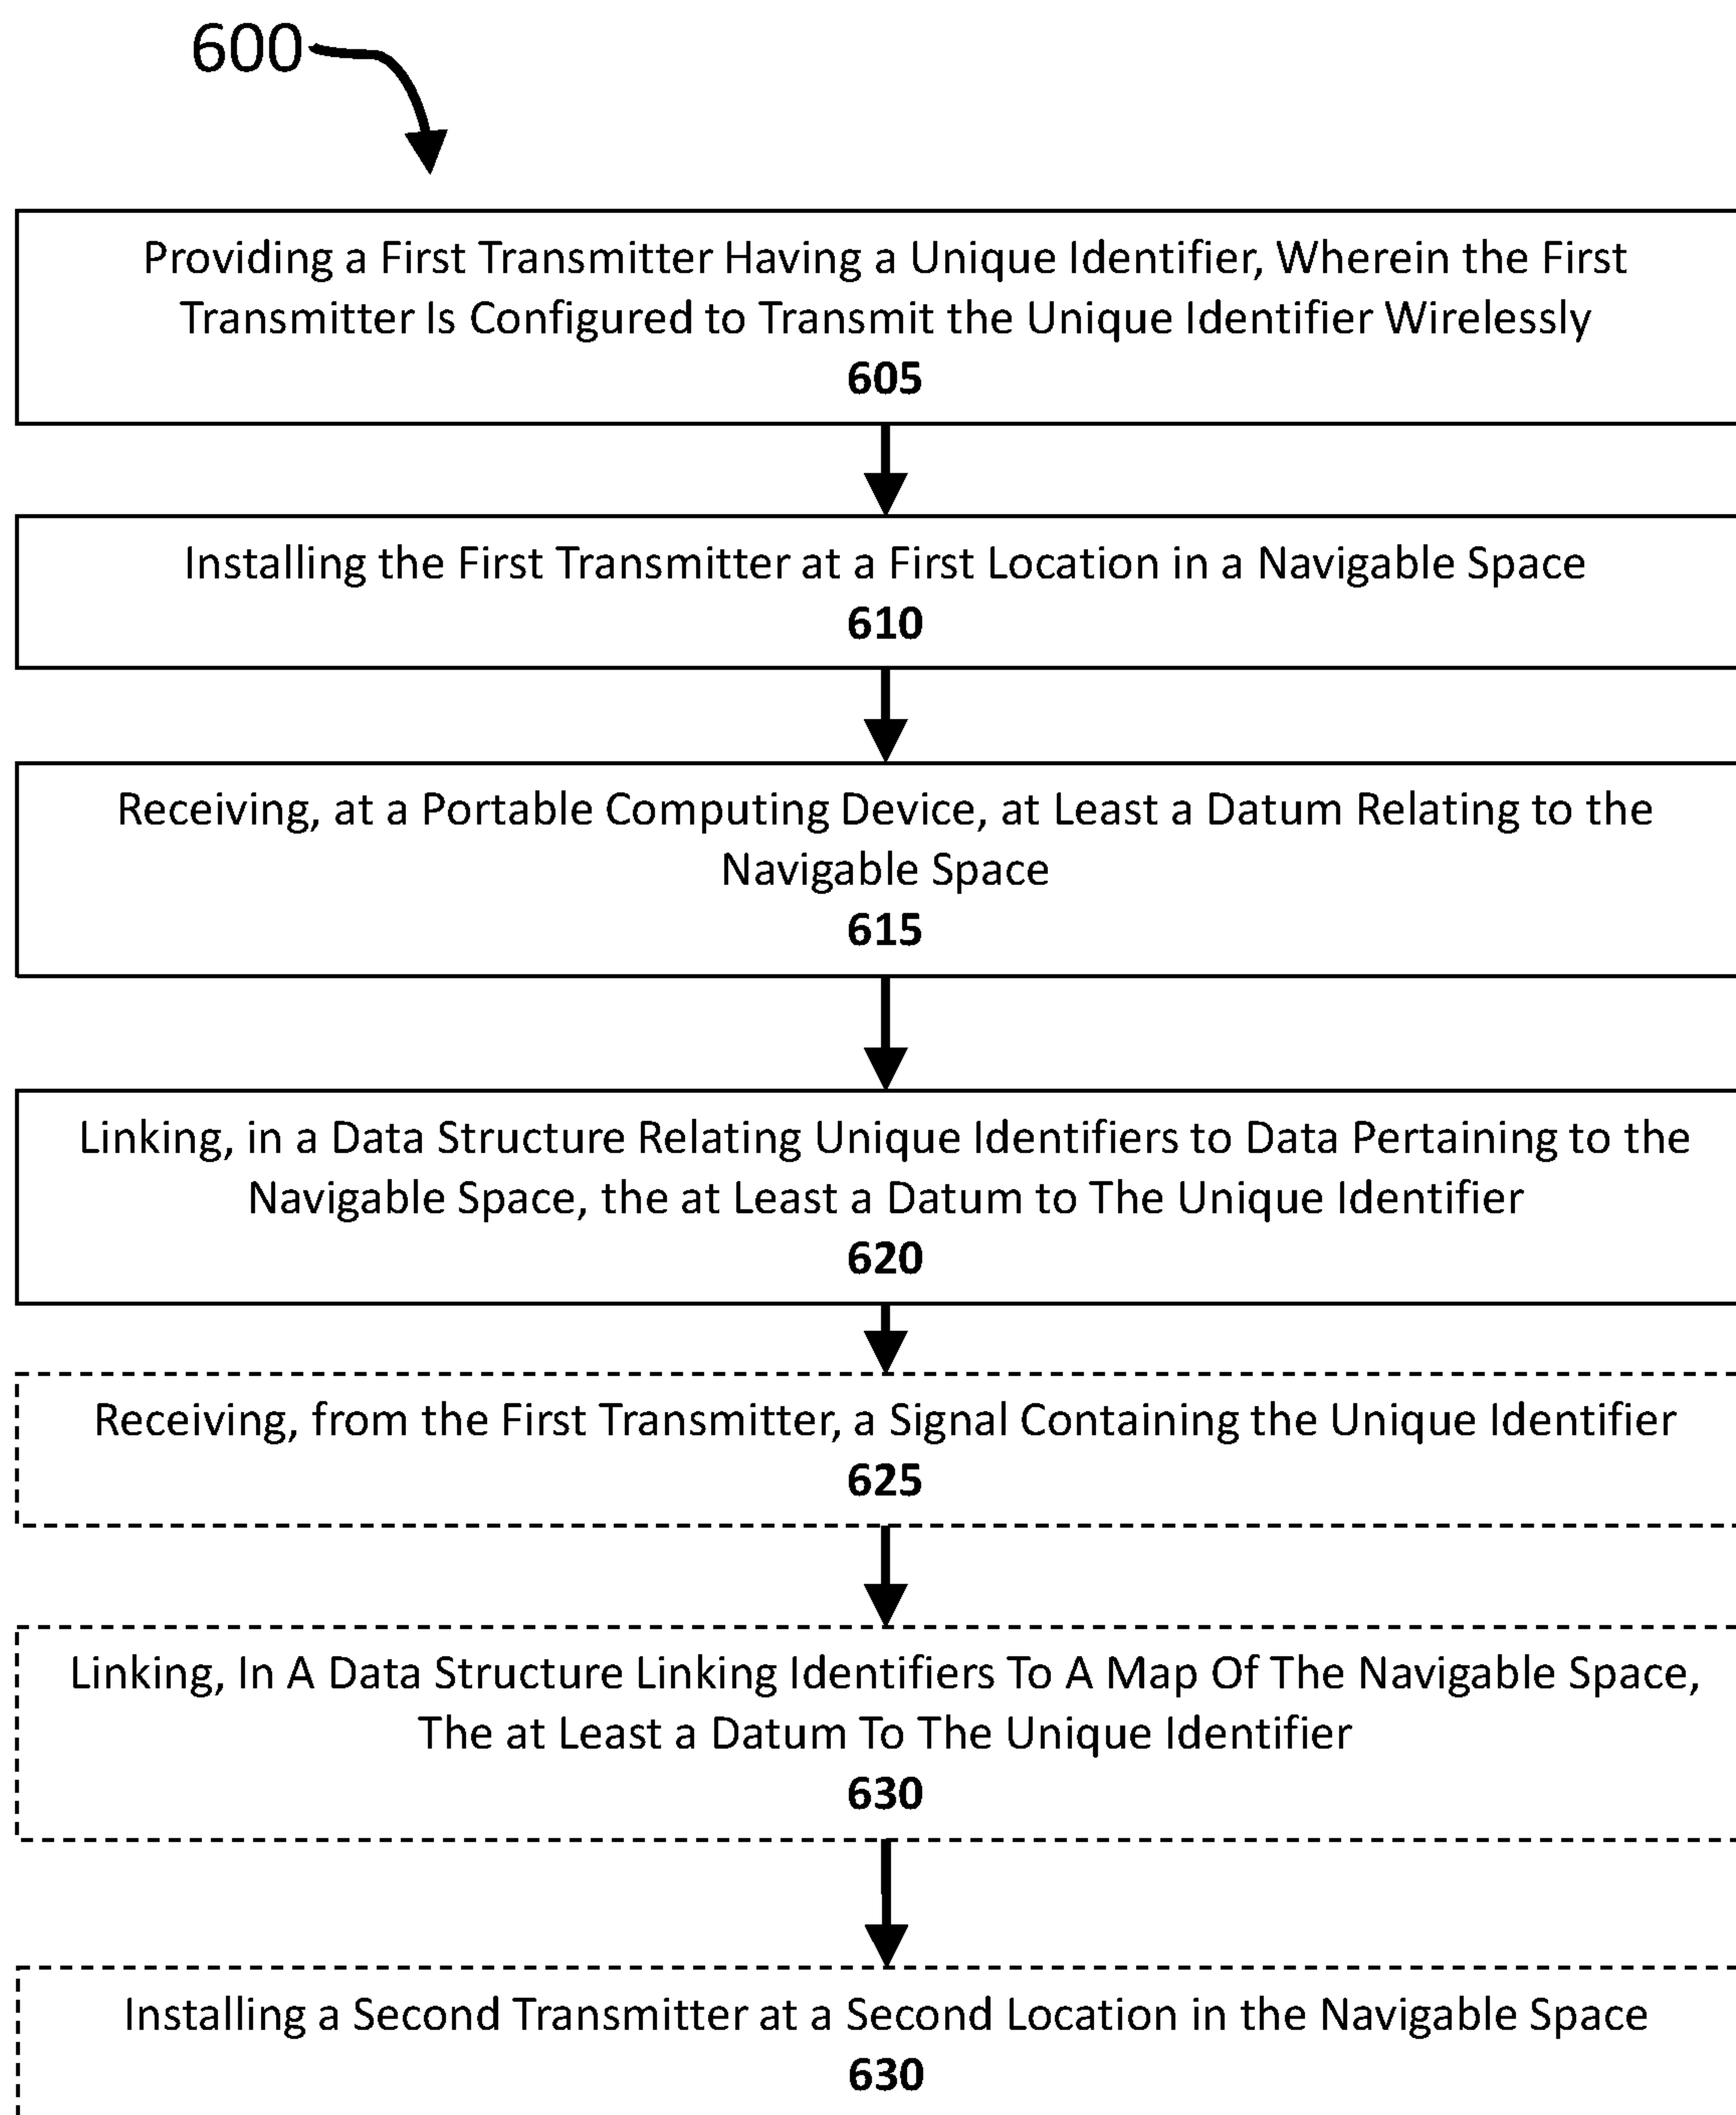 600
Providing a First Transmitter Having a Unique Identifier, Wherein the First
Transmitter Is Configured to Transmit the Unique Identifier Wirelessly
605
Installing the First Transmitter at a First Location in a Navigable Space
610
Receiving, at a Portable Computing Device, at Least a Datum Relating to the
Navigable Space
615
Linking, in a Data Structure Relating Unique Identifiers to Data Pertaining to the
Navigable Space, the at Least a Datum to The Unique Identifier
620
Receiving, from the First Transmitter, a Signal Containing the Unique Identifier
625
Linking, In A Data Structure Linking Identifiers To A Map Of The Navigable Space,
The at Least a Datum To The Unique Identifier
630
Installing a Second Transmitter at a Second Location in the Navigable Space
630